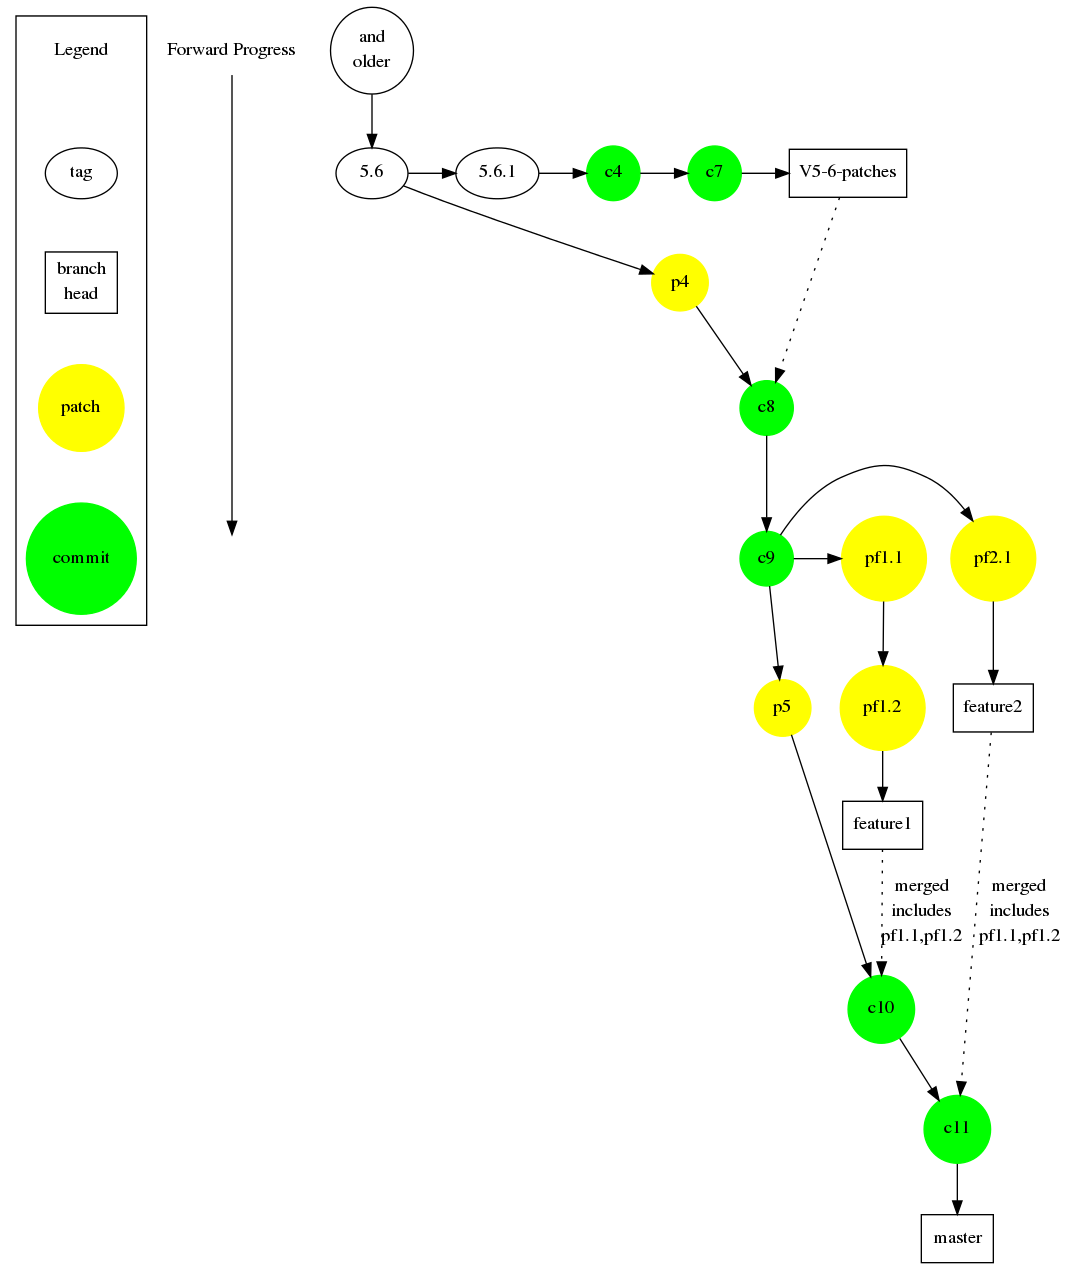 Legend
Forward Progress
and
older
tag
5.6
5.6.1
c4
c7
V5-6-patches
branch
head
p4
patch
c8
commit
c9
pf1.1
pf2.1
p5
pf1.2
feature2
feature1
merged
includes
pf1.1,pf1.2
merged
includes
pf1.1,pf1.2
c10
c11
master